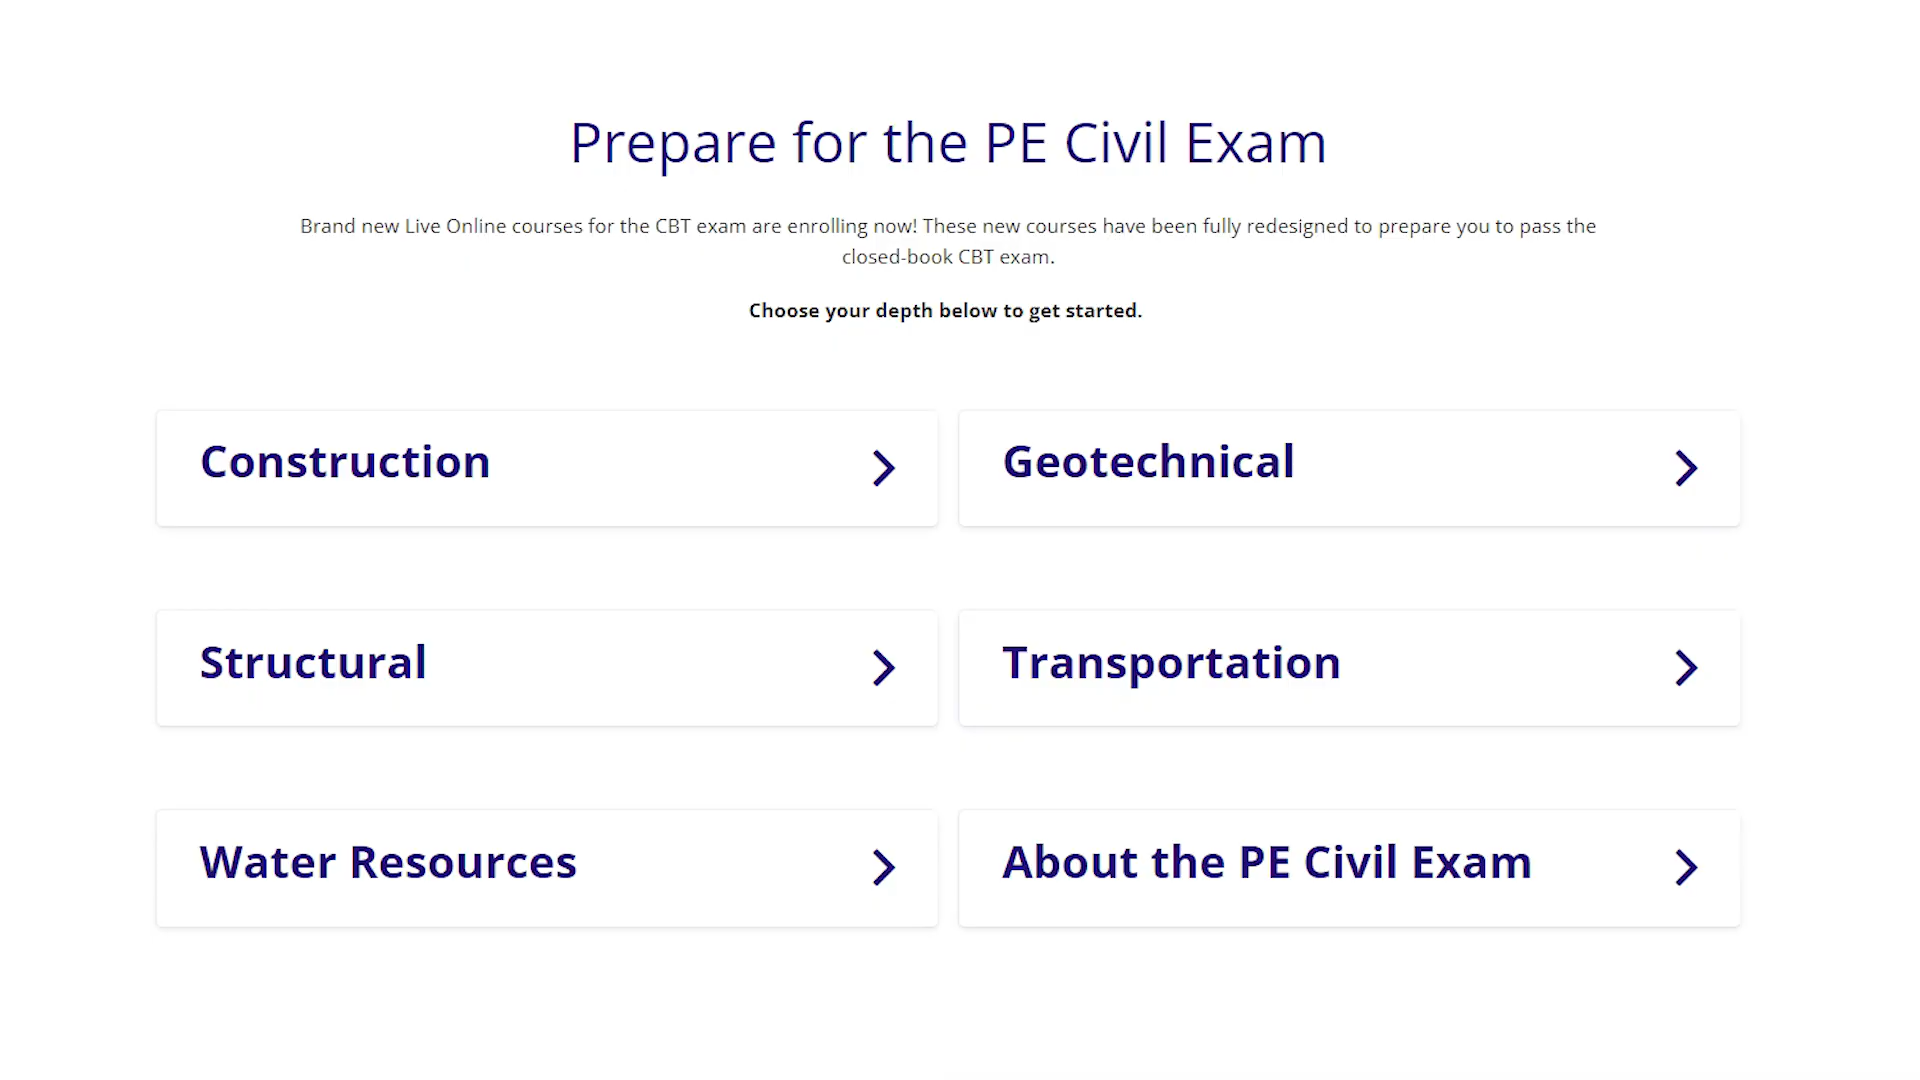 Prepare for the PE Civil Exam
Brand new Live Online courses for the CBT exam are enrolling now! These new courses have been fully redesigned to prepare you to pass the
closed-book CBT exam.
Choose your depth below to get started.
Construction
Geotechnical
Structural
Transportation
Water Resources
About the PE Civil Exam